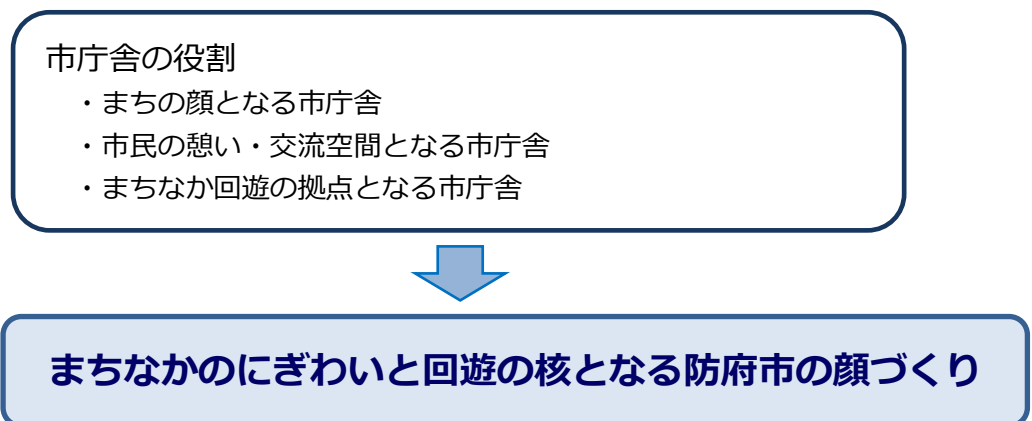 市庁舎の役割
・まちの顔となる市庁舎
・市民の憩い・交流空間となる市庁舎
・まちなか回遊の拠点となる市庁舎
まちなかのにぎわいと回遊の核となる防府市の顔づくり